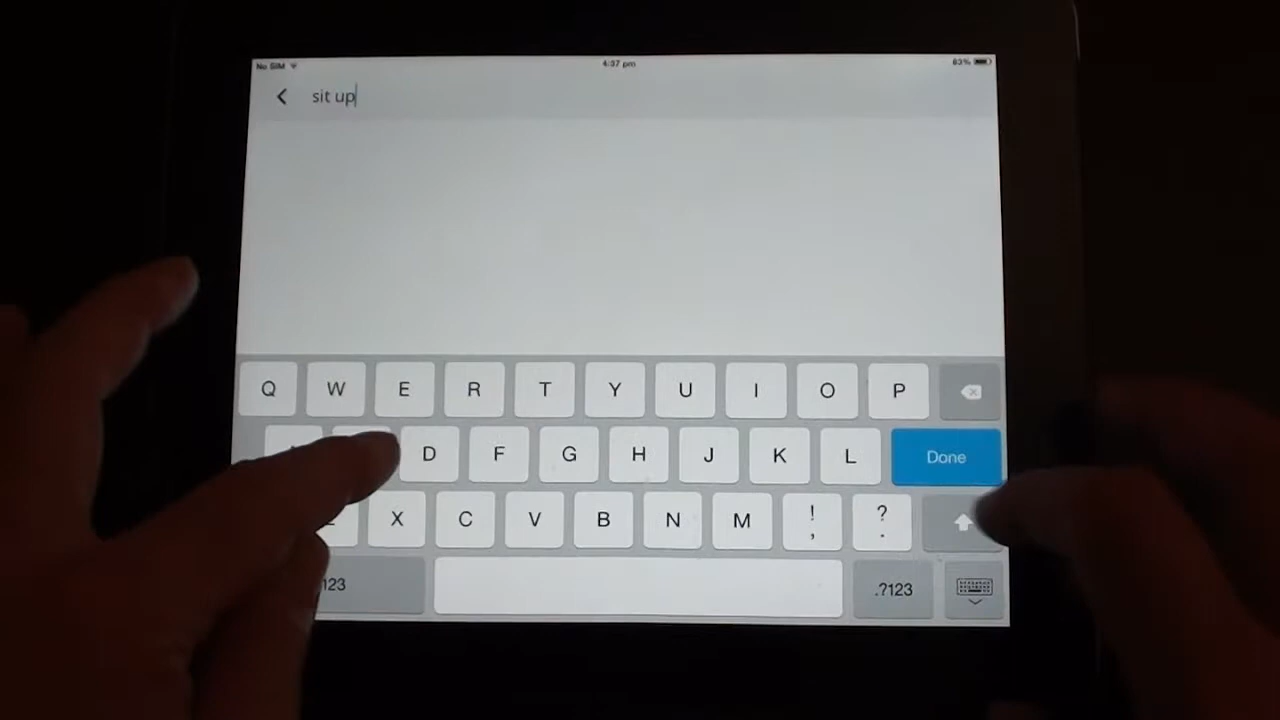 No SIM 4:37 pm 83%
sit up
Q W E R T Y U I O P
D F G H J K L Done
X C V B N M ! , ? .
123 .?123